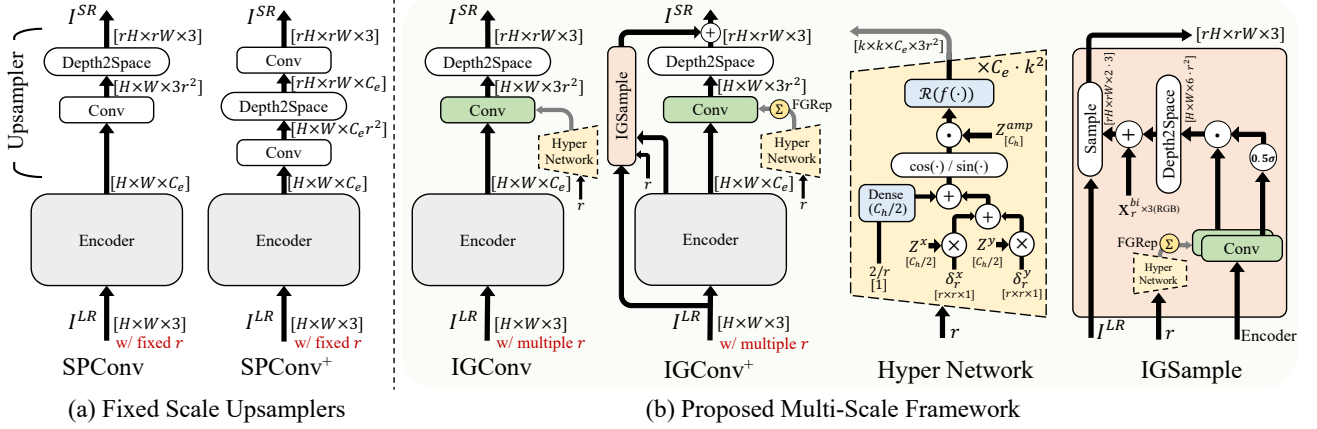 Upsampler
I^{SR}
[rH×rW×3]
Depth2Space
[H×W×3r^2]
Conv
[H×W×C_e]
Encoder
I^{LR}
[H×W×3]
w/ fixed r
SPConv
I^{SR}
[rH×rW×3]
Conv
[rH×rW×C_e]
Depth2Space
[H×W×C_e r^2]
Conv
[H×W×C_e]
Encoder
I^{LR}
[H×W×3]
w/ fixed r
SPConv^+
(a) Fixed Scale Upsamplers
I^{SR}
[rH×rW×3]
Depth2Space
[H×W×3r^2]
Conv
Hyper
Network
r
[H×W×C_e]
Encoder
I^{LR}
[H×W×3]
w/ multiple r
IGConv
I^{SR}
+
[rH×rW×3]
IGSample
Depth2Space
[H×W×3r^2]
Conv
Σ
FGRep
Hyper
Network
r
r
[H×W×C_e]
Encoder
I^{LR}
[H×W×3]
w/ multiple r
IGConv^+
[k×k×C_e×3r^2]
×C_e · k^2
R(f(·))
·
Z^{amp}
[C_h]
cos(·) / sin(·)
Dense
(C_h/2)
+
+
Z^x
[C_h/2]
×
Z^y
[C_h/2]
×
2/r
[1]
δ_r^x
[r×r×1]
δ_r^y
[r×r×1]
r
Hyper Network
[rH×rW×3]
Sample
[rH×rW×2·3]
+
Depth2Space
[H×W×6·r^2]
·
0.5σ
X_r^{bi} ×3(RGB)
FGRep
Σ
Conv
Hyper
Network
I^{LR}
r
Encoder
IGSample
(b) Proposed Multi-Scale Framework